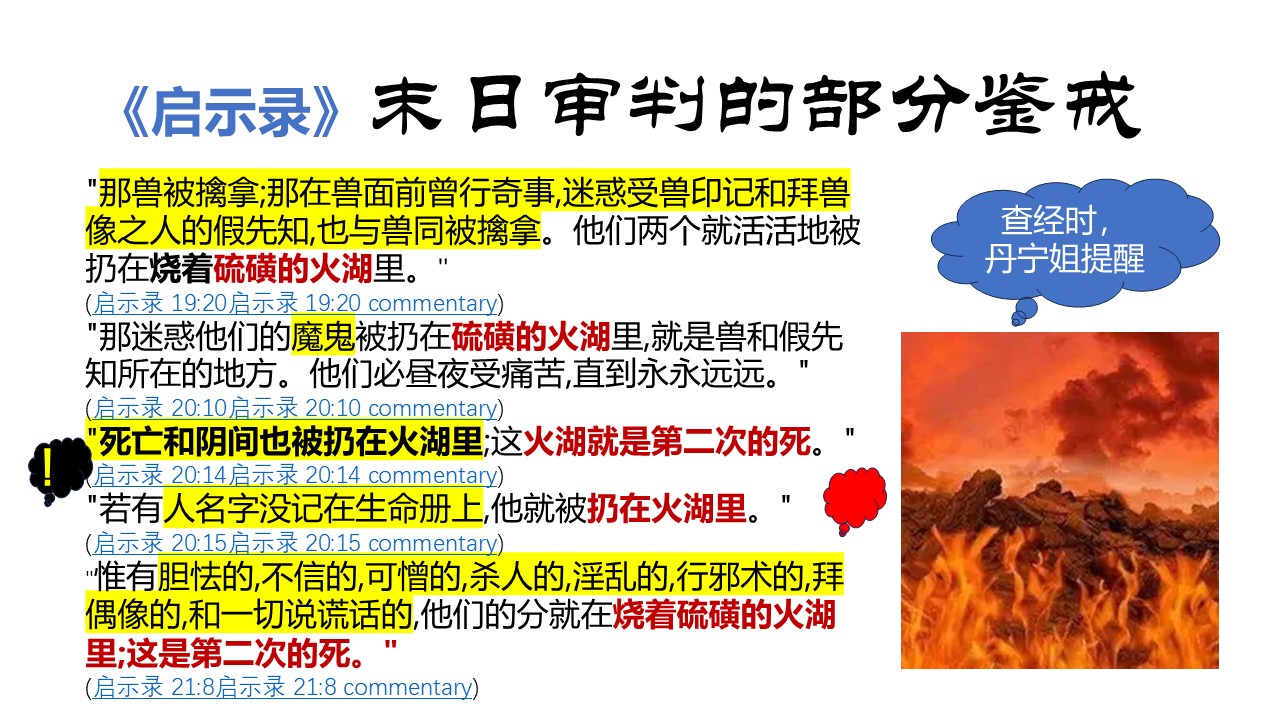 《启示录》末日审判的部分鉴戒
"那兽被擒拿;那在兽面前曾行奇事,迷惑受兽印记和拜兽
像之人的假先知,也与兽同被擒拿。他们两个就活活地被
扔在烧着硫磺的火湖里。"
(启示录 19:20启示录 19:20 commentary)
"那迷惑他们的魔鬼被扔在硫磺的火湖里,就是兽和假先
知所在的地方。他们必昼夜受痛苦,直到永永远远。"
(启示录 20:10启示录 20:10 commentary)
"死亡和阴间也被扔在火湖里;这火湖就是第二次的死。"
(启示录 20:14启示录 20:14 commentary)
"若有人名字没记在生命册上,他就被扔在火湖里。"
(启示录 20:15启示录 20:15 commentary)
"惟有胆怯的,不信的,可憎的,杀人的,淫乱的,行邪术的,拜
偶像的,和一切说谎话的,他们的分就在烧着硫磺的火湖
里;这是第二次的死。"
(启示录 21:8启示录 21:8 commentary)
查经时，
丹宁姐提醒
!